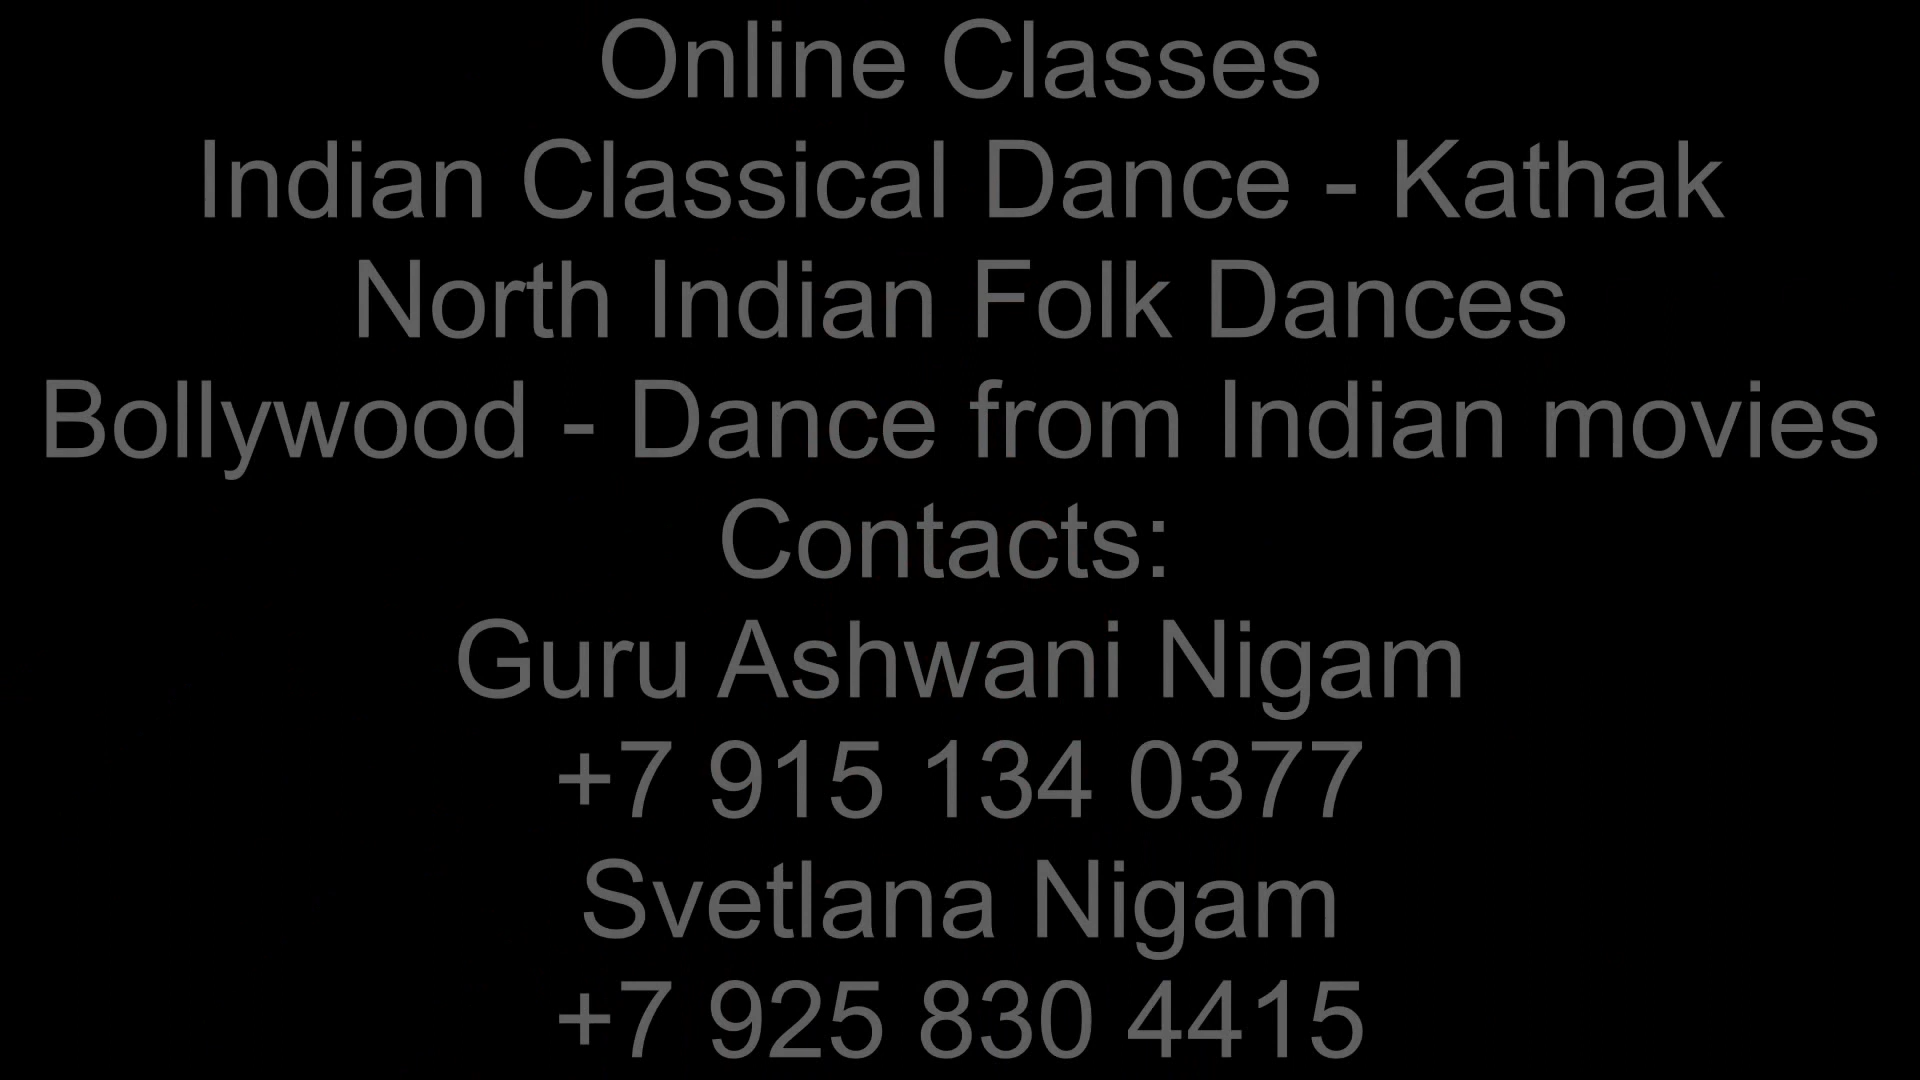 Online Classes
Indian Classical Dance - Kathak
North Indian Folk Dances
Bollywood - Dance from Indian movies
Contacts:
Guru Ashwani Nigam
+7 915 134 0377
Svetlana Nigam
+7 925 830 4415